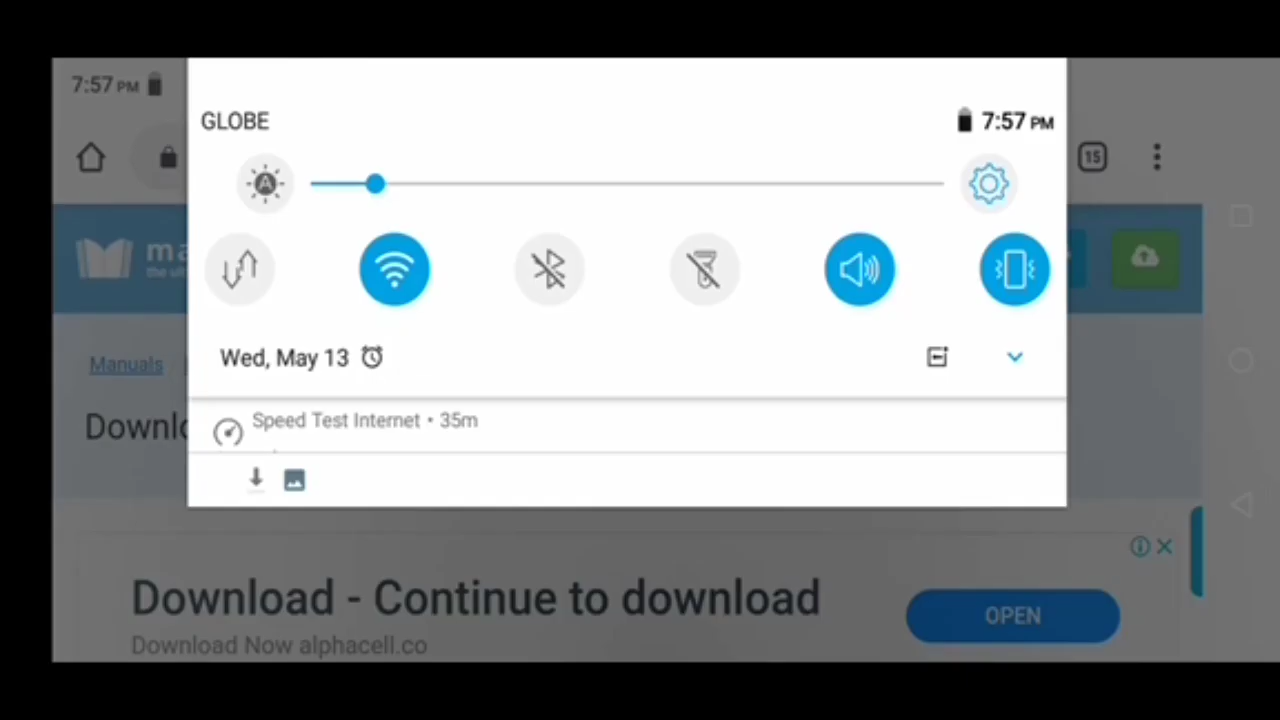 7:57 PM
GLOBE
7:57 PM
A
15
ma
Wed, May 13
Manuals
Speed Test Internet • 35m
Downlo
Download - Continue to download
OPEN
Download Now alphacell.co